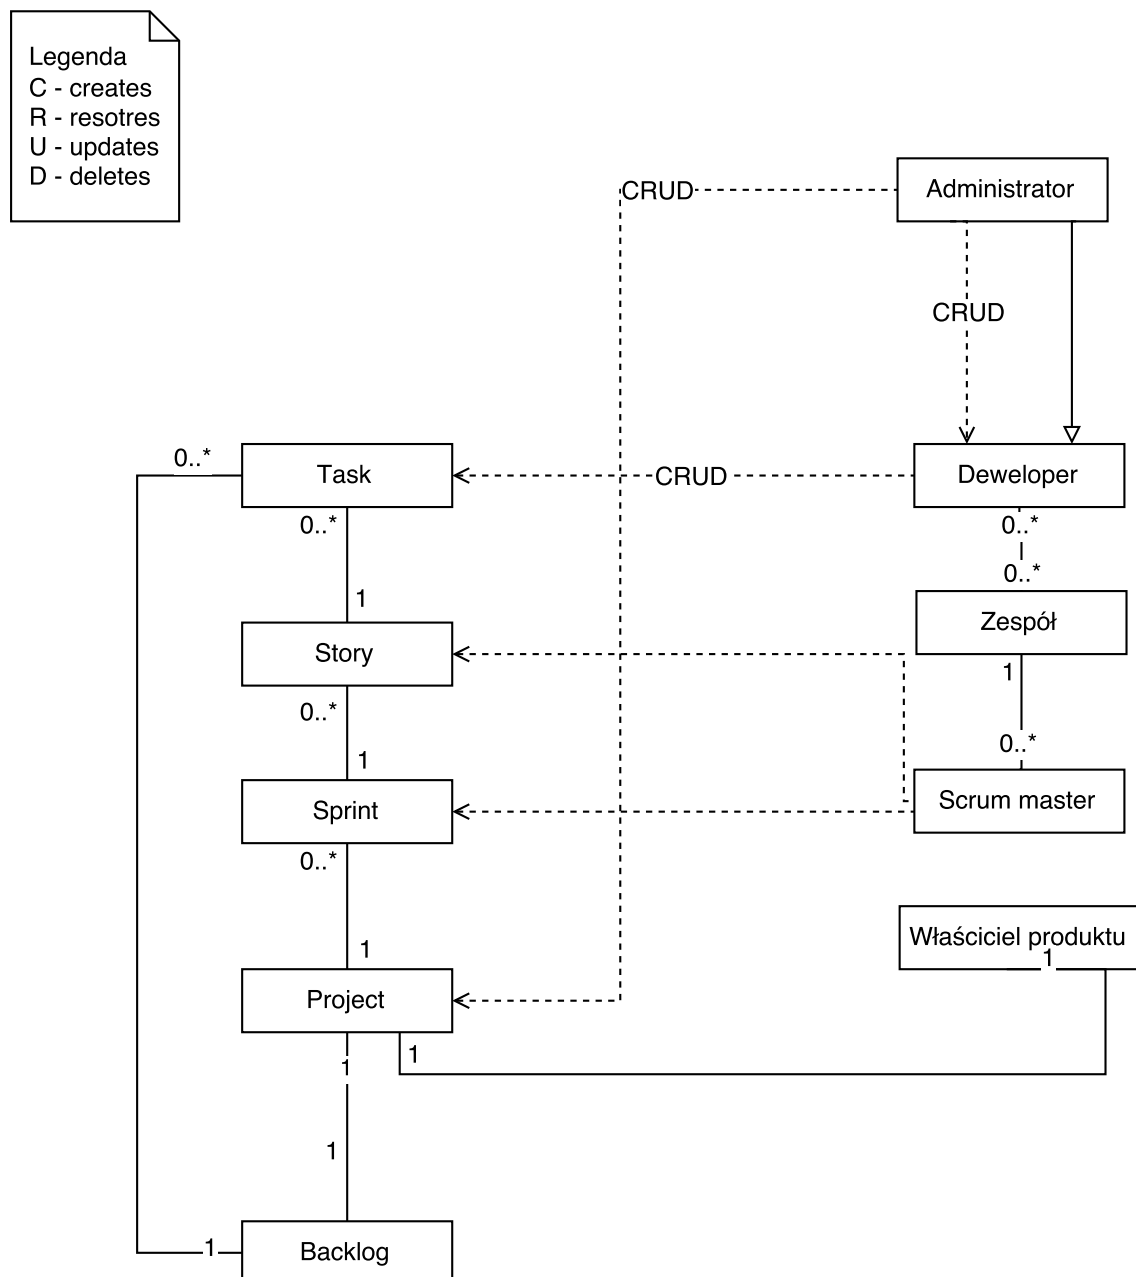 Legenda
C - creates
R - resotres
U - updates
D - deletes
Administrator
CRUD
CRUD
0..*
Task
CRUD
Deweloper
0..*
0..*
0..*
1
Story
Zespół
1
0..*
0..*
1
Sprint
Scrum master
0..*
1
Właściciel produktu
1
Project
1
1
1
1
Backlog